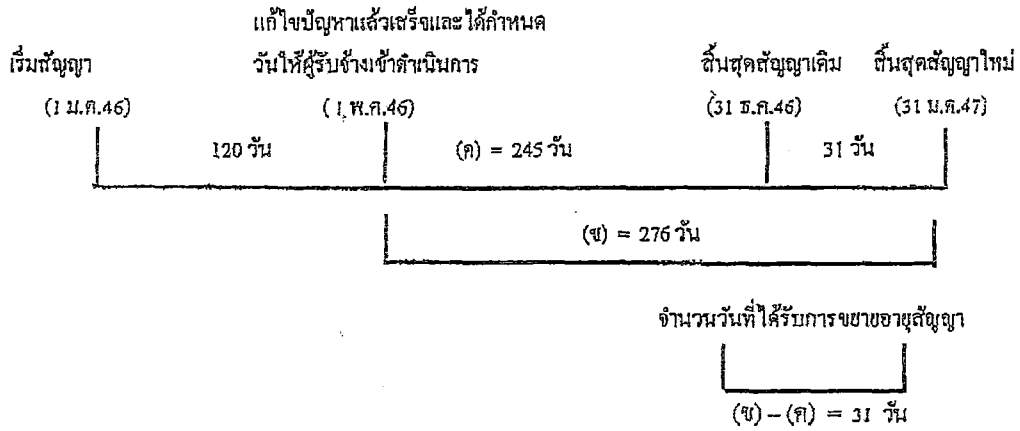 แก้ไขปัญหาแล้วเสร็จและได้กำหนด
เริ่มสัญญา วันให้ผู้รับจ้างเข้าดำเนินการ สิ้นสุดสัญญาเดิม สิ้นสุดสัญญาใหม่
(1 ม.ค.46) (1 พ.ค.46) (31 ธ.ค.46) (31 ม.ค.47)
120 วัน (ค) = 245 วัน 31 วัน
(ข) = 276 วัน
จำนวนวันที่ได้รับการขยายอายุสัญญา
(ข) – (ค) = 31 วัน